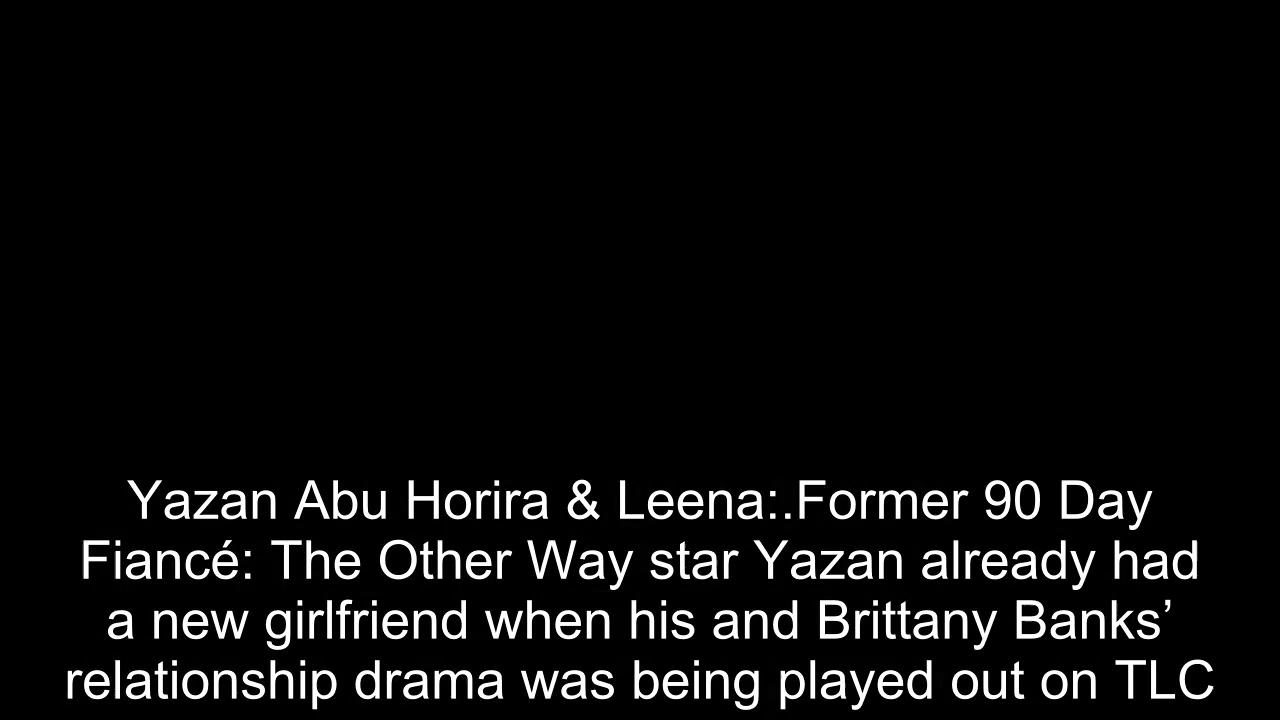 Yazan Abu Horira & Leena:.Former 90 Day
Fiancé: The Other Way star Yazan already had
a new girlfriend when his and Brittany Banks’
relationship drama was being played out on TLC